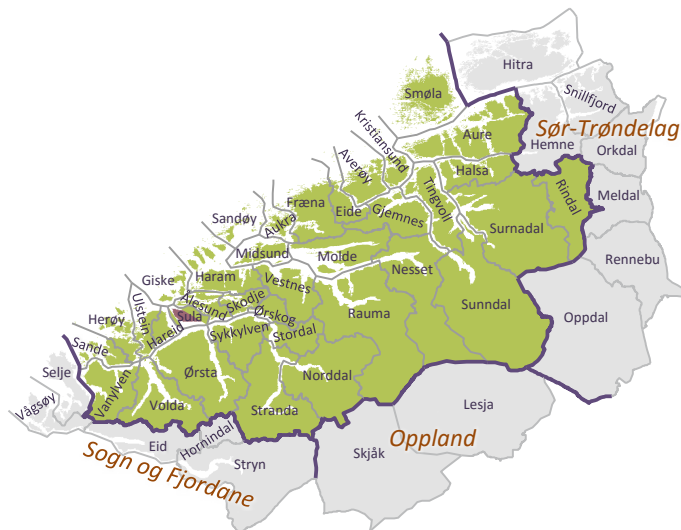 Hitra
Smøla
Snillfjord
Kristiansund
Aure
Sør-Trøndelag
Hemne
Orkdal
Averøy
Halsa
Rindal
Meldal
Tingvoll
Fræna
Eide
Gjemnes
Sandøy
Aukra
Surnadal
Midsund
Molde
Rennebu
Nesset
Giske
Haram
Vestnes
Sunndal
Oppdal
Ulstein
Ålesund
Skodje
Herøy
Sula
Ørskog
Rauma
Hareid
Sykkylven
Stordal
Sande
Selje
Ørsta
Norddal
Vanylven
Volda
Stranda
Lesja
Vågsøy
Eid
Hornindal
Oppland
Skjåk
Stryn
Sogn og Fjordane